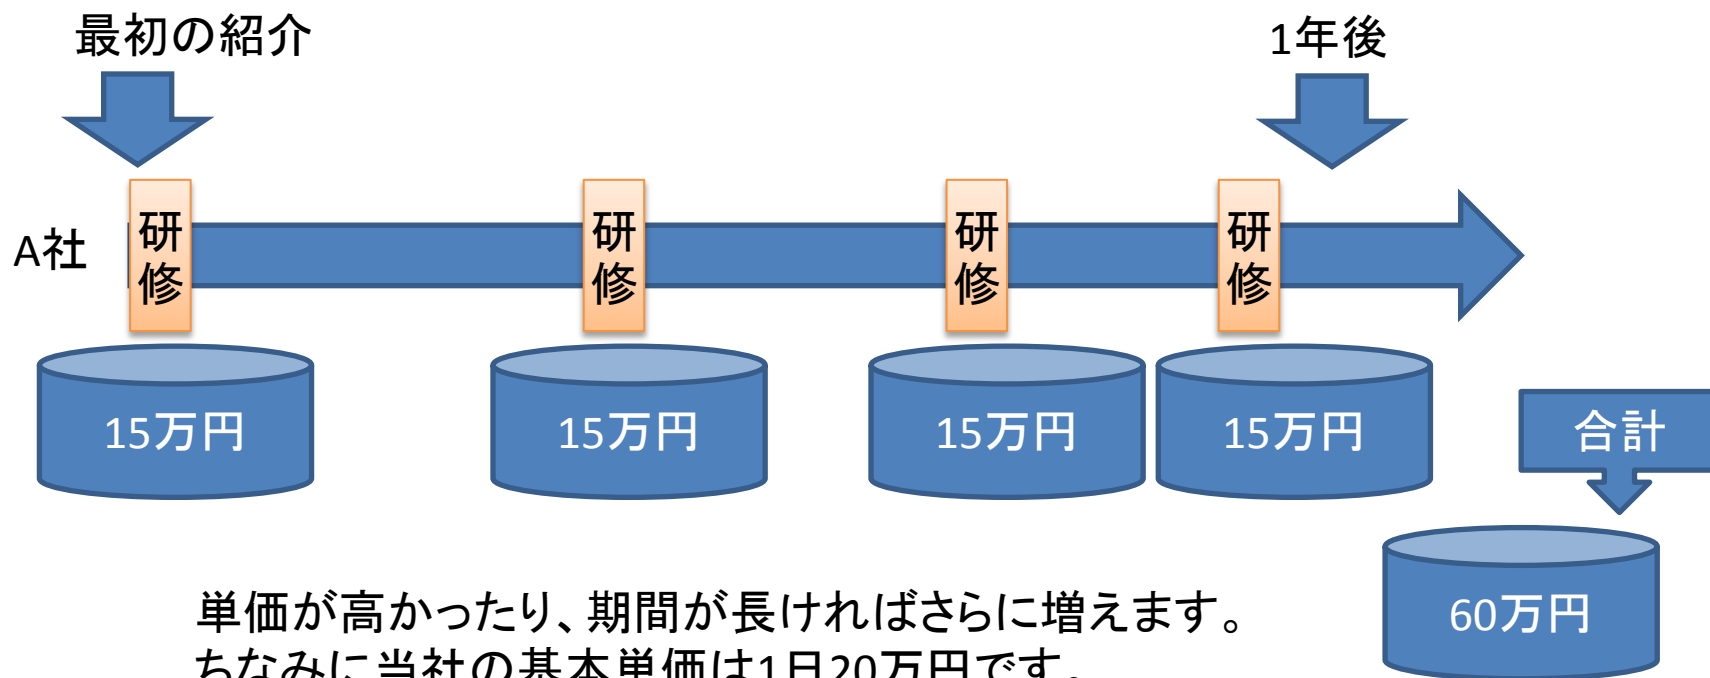 最初の紹介
1年後
A社
研修
研修
研修
研修
15万円
15万円
15万円
15万円
合計
60万円
単価が高かったり、期間が長ければさらに増えます。
ちなみに当社の基本単価は1日20万円です。